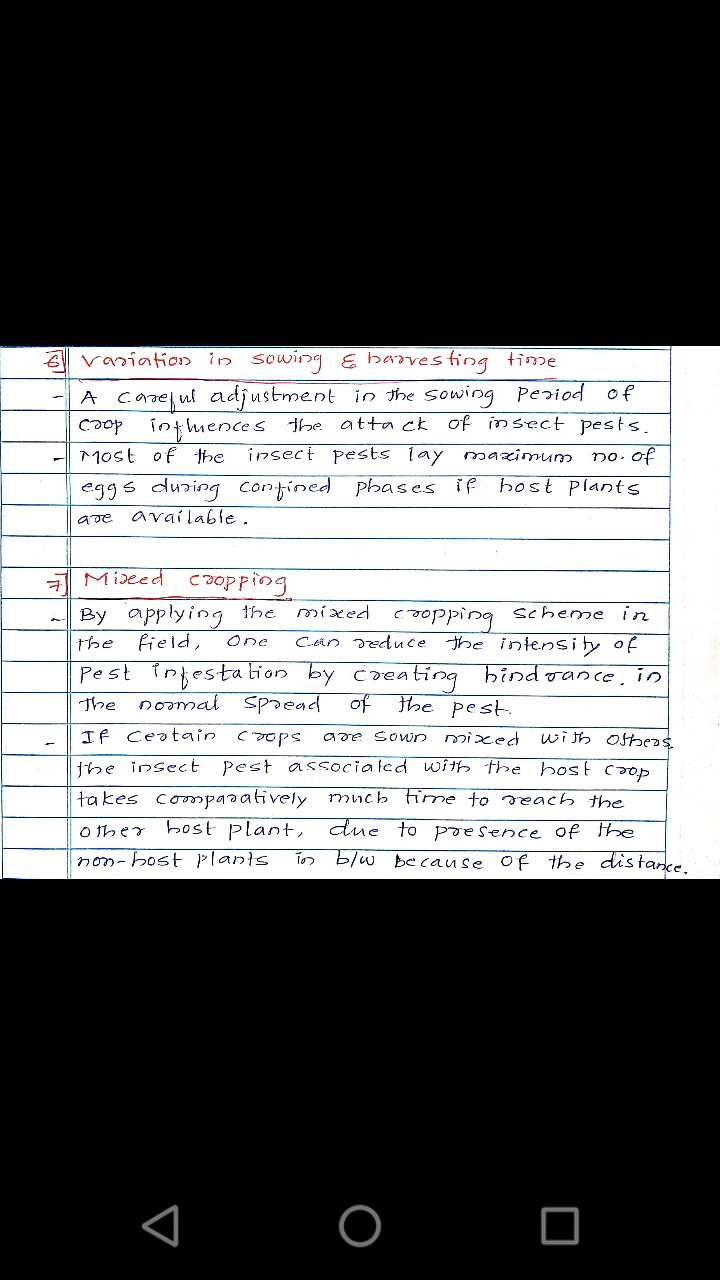 6] Variation in sowing & harvesting time
- A careful adjustment in the sowing period of
crop influences the attack of insect pests.
- Most of the insect pests lay maximum no. of
eggs during confined phases if host plants
are available.
7] Mixed cropping
- By applying the mixed cropping scheme in
the field, one can reduce the intensity of
Pest infestation by creating hindrance. in
The normal spread of the pest.
- If certain crops are sown mixed with others
the insect pest associated with the host crop
takes comparatively much time to reach the
other host plant, due to presence of the
non-host plants in b/w because of the distance.